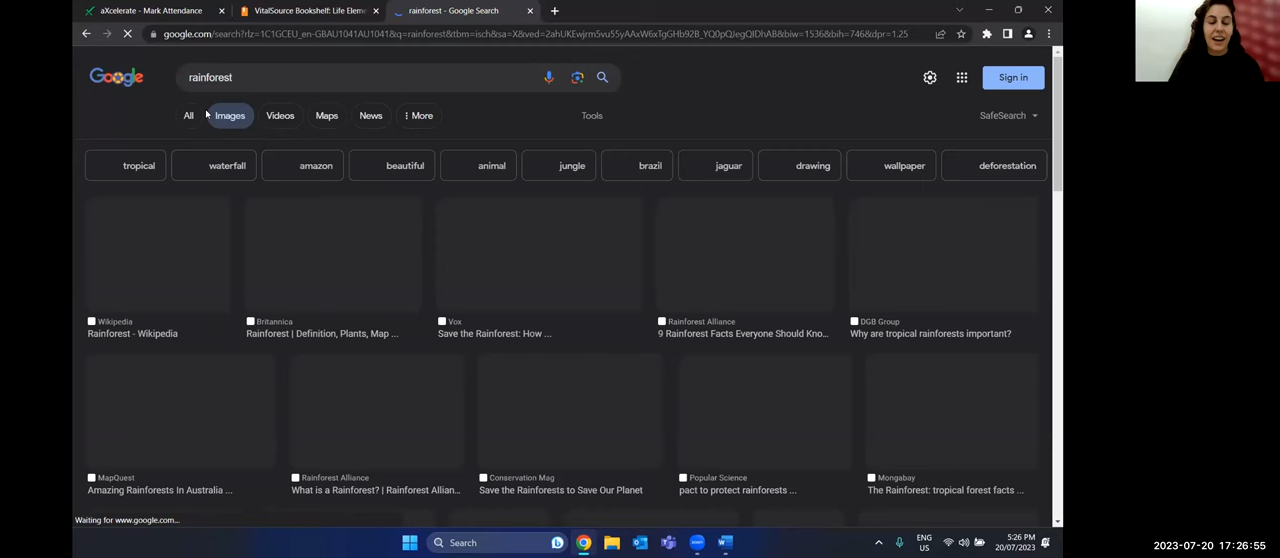 aXcelerate - Mark Attendance
VitalSource Bookshelf: Life Elem
rainforest - Google Search
google.com/search?rlz=1C1GCEU_en-GBAU1041AU1041&q=rainforest&tbm=isch&sa=X&ved=2ahUKEwjrm5vu55yAAxW6xTgGHb92B_YQ0pQJegQIDhAB&biw=1536&bih=746&dpr=1.25
Google
rainforest
Sign in
All Images Videos Maps News More
Tools
SafeSearch
tropical waterfall amazon beautiful animal jungle brazil jaguar drawing wallpaper deforestation
Wikipedia
Rainforest - Wikipedia
Britannica
Rainforest | Definition, Plants, Map ...
Vox
Save the Rainforest: How ...
Rainforest Alliance
9 Rainforest Facts Everyone Should Kno...
DGB Group
Why are tropical rainforests important?
MapQuest
Amazing Rainforests In Australia ...
Rainforest Alliance
What is a Rainforest? | Rainforest Allian...
Conservation Mag
Save the Rainforests to Save Our Planet
Popular Science
pact to protect rainforests ...
Mongabay
The Rainforest: tropical forest facts ...
Waiting for www.google.com...
Search
ENG
US
5:26 PM
20/07/2023
2023-07-20 17:26:55